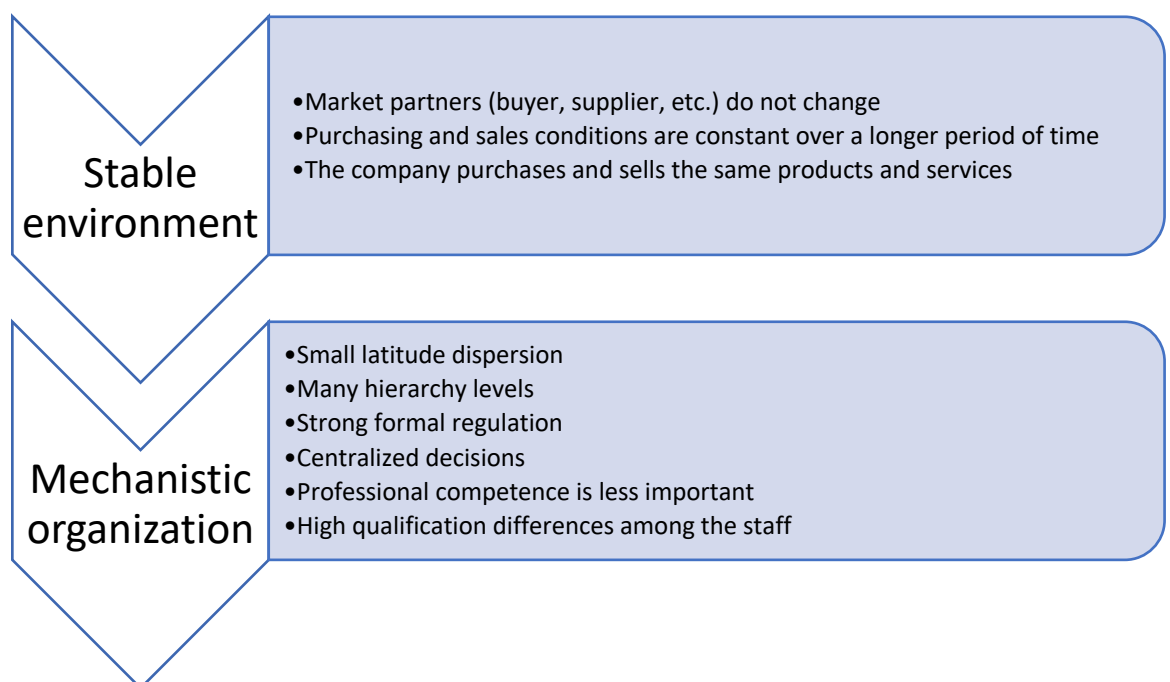 Stable
environment
•Market partners (buyer, supplier, etc.) do not change
•Purchasing and sales conditions are constant over a longer period of time
•The company purchases and sells the same products and services
Mechanistic
organization
•Small latitude dispersion
•Many hierarchy levels
•Strong formal regulation
•Centralized decisions
•Professional competence is less important
•High qualification differences among the staff